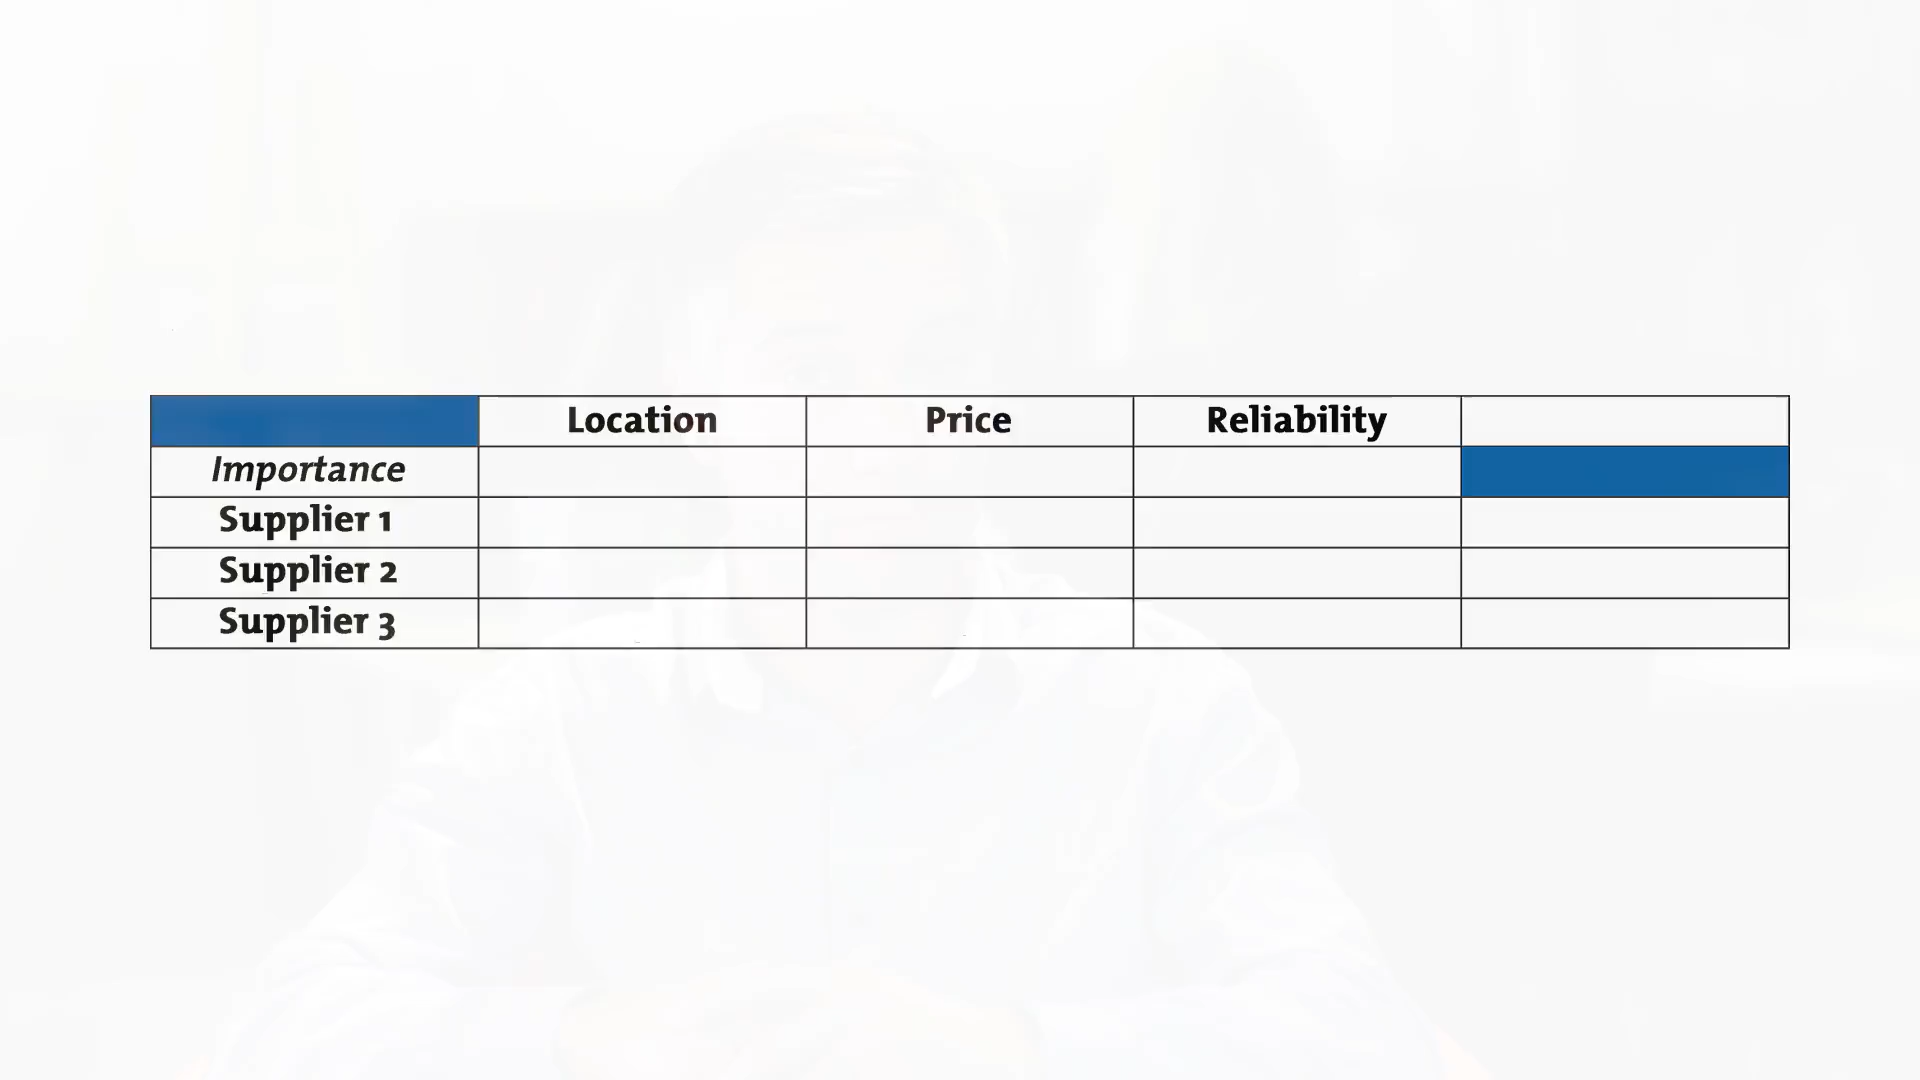 Location Price Reliability
Importance
Supplier 1
Supplier 2
Supplier 3